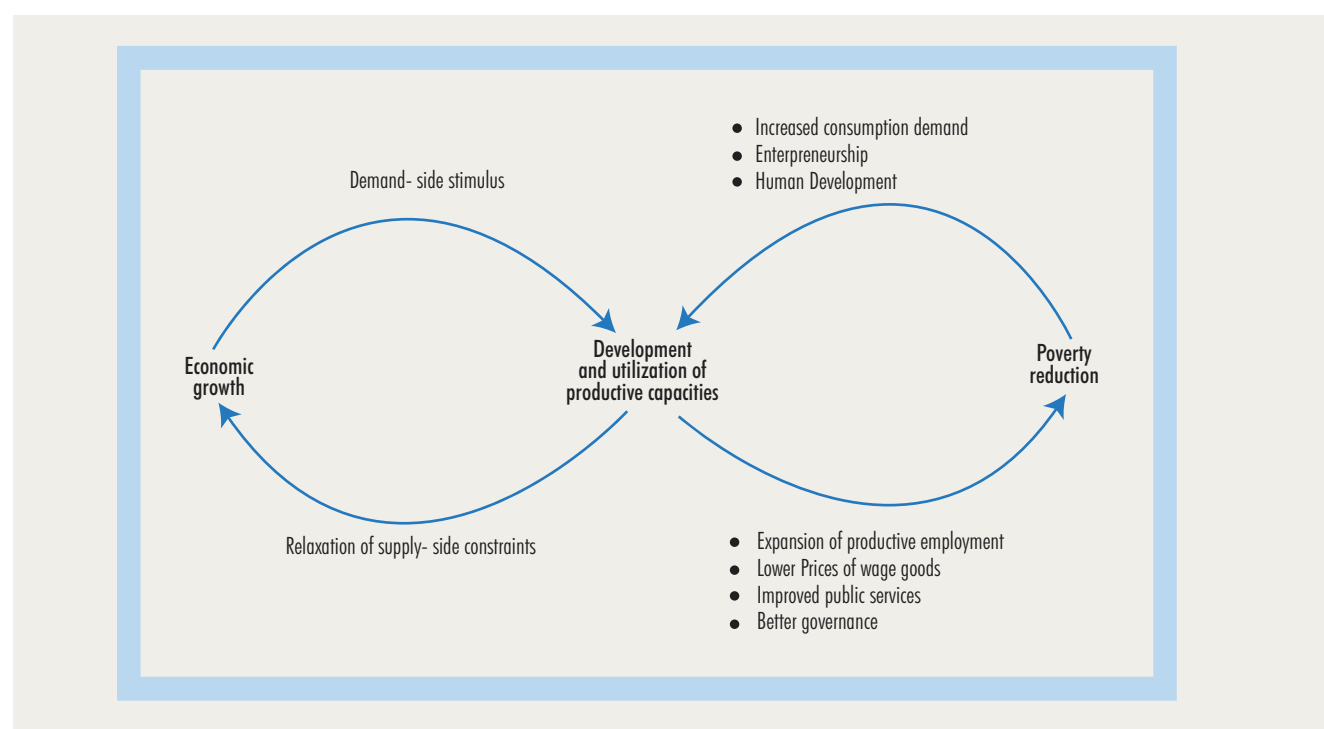 ● Increased consumption demand
● Enterpreneurship
● Human Development
Demand- side stimulus
Economic
growth
Development
and utilization of
productive capacities
Poverty
reduction
Relaxation of supply- side constraints
● Expansion of productive employment
● Lower Prices of wage goods
● Improved public services
● Better governance